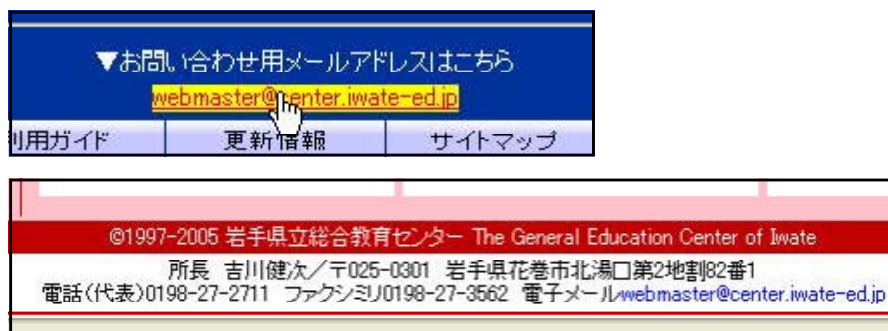 ▼お問い合わせ用メールアドレスはこちら
webmaster@center.iwate-ed.jp
利用ガイド 更新情報 サイトマップ
©1997-2005 岩手県立総合教育センター The General Education Center of Iwate
所長 吉川健次／〒025-0301 岩手県花巻市北湯口第2地割82番1
電話(代表)0198-27-2711 ファクシミリ0198-27-3562 電子メールwebmaster@center.iwate-ed.jp